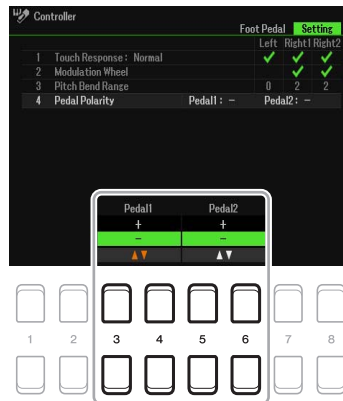 Controller
Foot Pedal Setting
Left Right1 Right2
1 Touch Response: Normal
2 Modulation Wheel
3 Pitch Bend Range 0 2 2
4 Pedal Polarity Pedal1: − Pedal2: −
Pedal1 Pedal2
+ +
− −
1 2 3 4 5 6 7 8